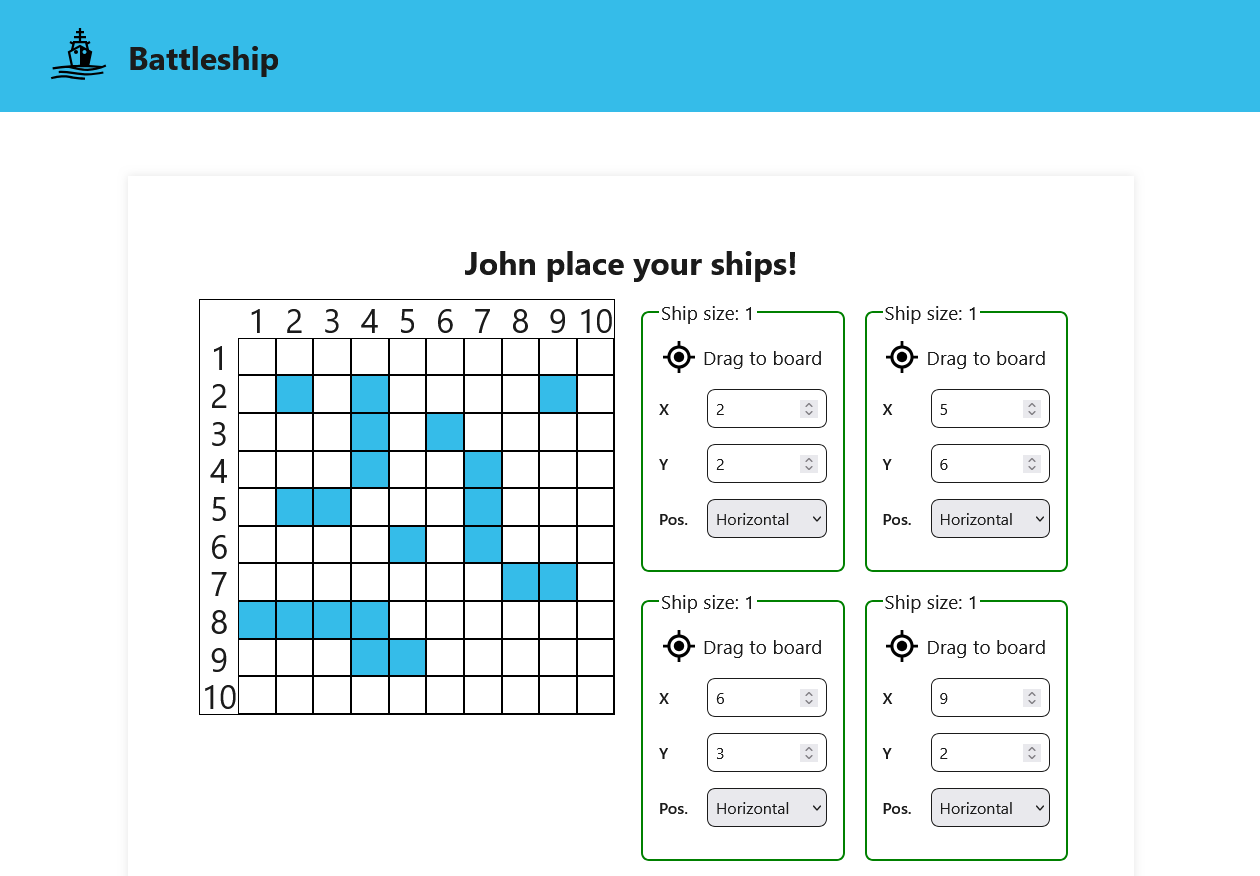 Battleship
John place your ships!
1 2 3 4 5 6 7 8 9 10
1
2
3
4
5
6
7
8
9
10
Ship size: 1
Drag to board
X 2
Y 2
Pos. Horizontal
Ship size: 1
Drag to board
X 5
Y 6
Pos. Horizontal
Ship size: 1
Drag to board
X 6
Y 3
Pos. Horizontal
Ship size: 1
Drag to board
X 9
Y 2
Pos. Horizontal